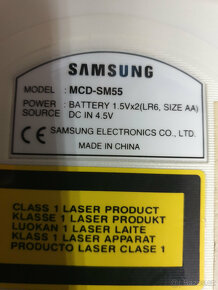 SAMSUNG
MODEL : MCD-SM55
POWER : BATTERY 1.5Vx2(LR6, SIZE AA)
SOURCE DC IN 4.5V
CE SAMSUNG ELECTRONICS CO., LTD.
MADE IN CHINA
CLASS 1 LASER PRODUCT
KLASSE 1 LASER PRODUKT
LUOKAN 1 LASER LAITE
KLASS 1 LASER APPARAT
PRODUCTO LASER CLASE 1